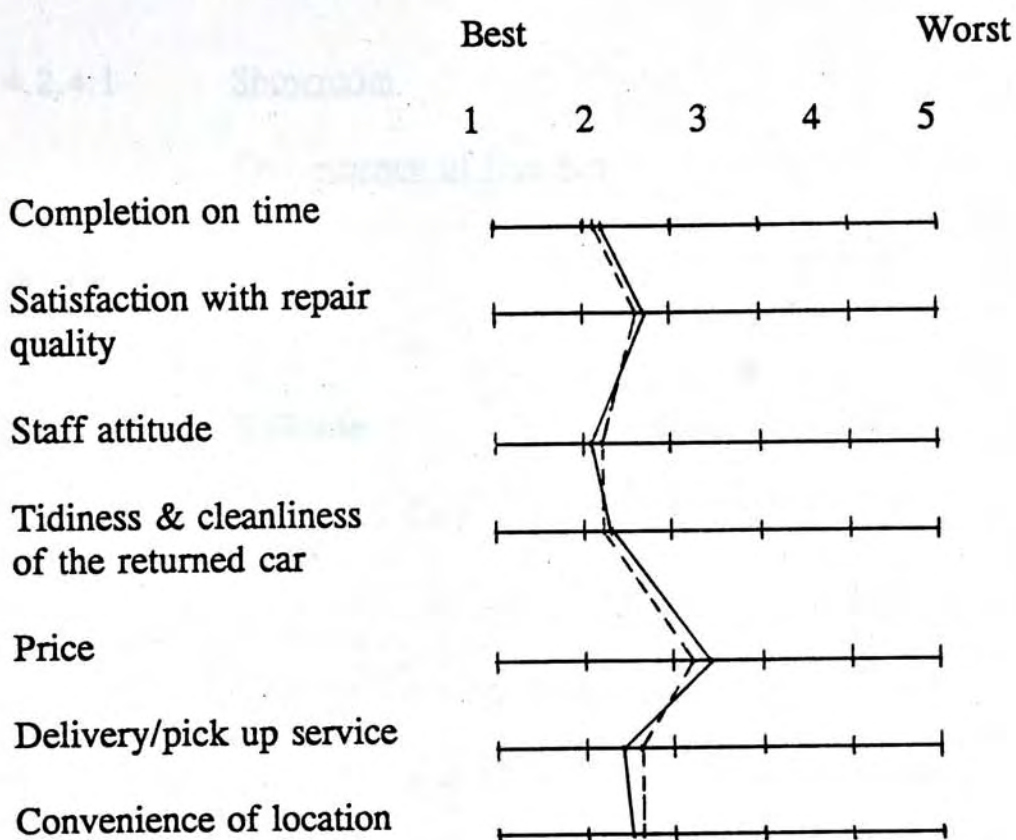 Best Worst
1 2 3 4 5
Completion on time
Satisfaction with repair
quality
Staff attitude
Tidiness & cleanliness
of the returned car
Price
Delivery/pick up service
Convenience of location